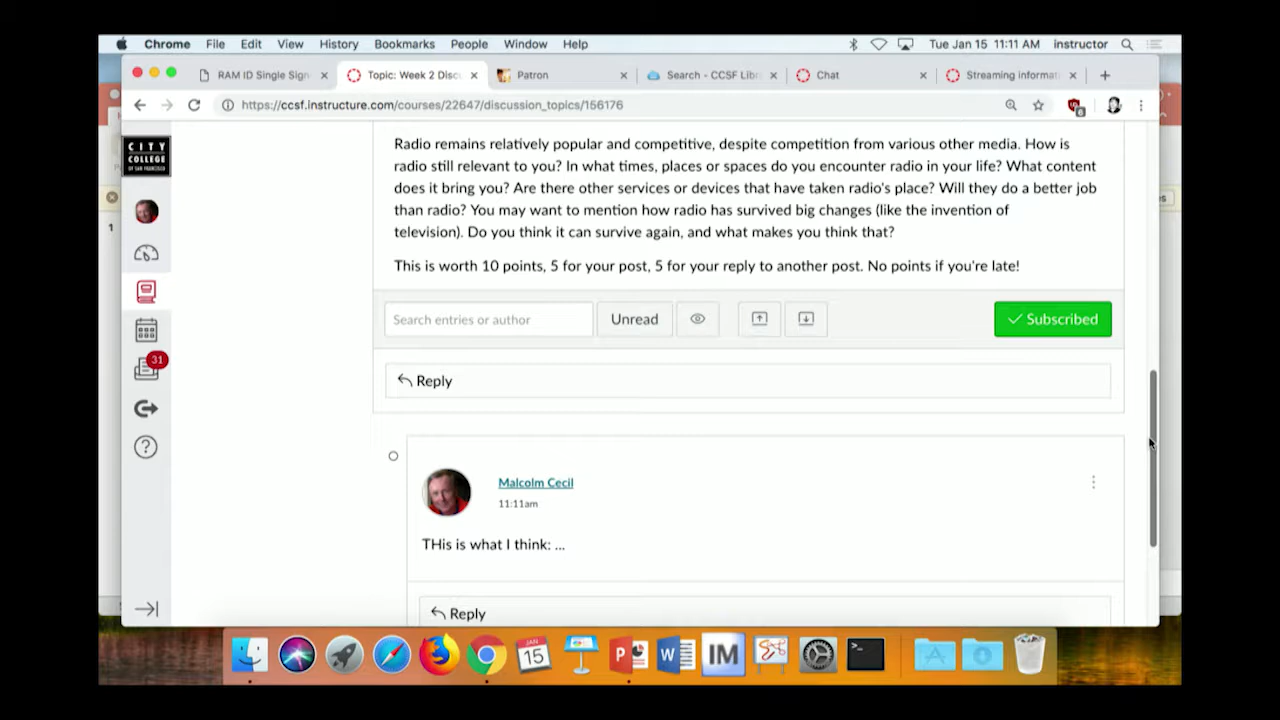 Chrome File Edit View History Bookmarks People Window Help Tue Jan 15 11:11 AM instructor
RAM ID Single Sign Topic: Week 2 Disc Patron Search - CCSF Libr Chat Streaming informat
https://ccsf.instructure.com/courses/22647/discussion_topics/156176
CITY
COLLEGE
OF SAN FRANCISCO
Radio remains relatively popular and competitive, despite competition from various other media. How is
radio still relevant to you? In what times, places or spaces do you encounter radio in your life? What content
does it bring you? Are there other services or devices that have taken radio's place? Will they do a better job
than radio? You may want to mention how radio has survived big changes (like the invention of
television). Do you think it can survive again, and what makes you think that?
This is worth 10 points, 5 for your post, 5 for your reply to another post. No points if you're late!
Search entries or author Unread Subscribed
1
31
Reply
Malcolm Cecil
11:11am
THis is what I think: ...
Reply
JAN
15
P W IM